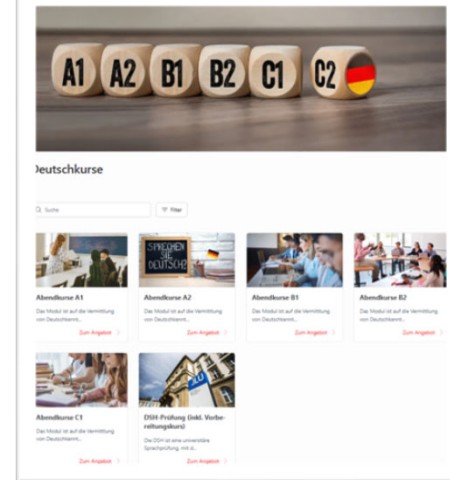 A1 A2 B1 B2 C1 C2
Deutschkurse
Suche
Filter
SPRECHEN
SIE
DEUTSCH?
Abendkurse A1
Das Modul ist auf die Vermittlung
von Deutschkennt...
Zum Angebot
Abendkurse A2
Das Modul ist auf die Vermittlung
von Deutschkennt...
Zum Angebot
Abendkurse B1
Das Modul ist auf die Vermittlung
von Deutschkennt...
Zum Angebot
Abendkurse B2
Das Modul ist auf die Vermittlung
von Deutschkennt...
Zum Angebot
Abendkurse C1
Das Modul ist auf die Vermittlung
von Deutschkennt...
Zum Angebot
DSH-Prüfung (inkl. Vorbe-
reitungskurs)
Die DSH ist eine universitäre
Sprachprüfung, mit d...
Zum Angebot